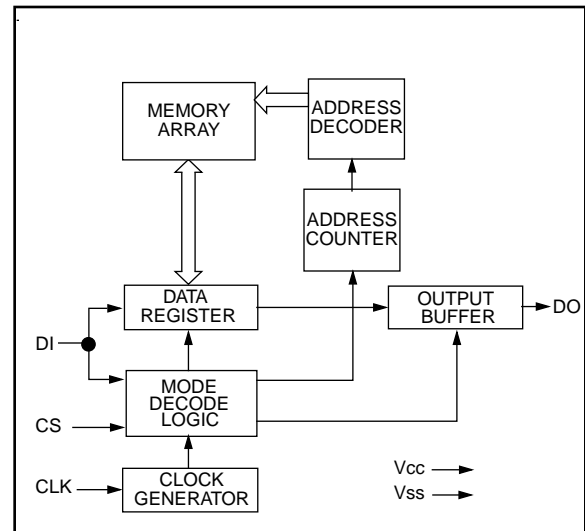 MEMORY
ARRAY
ADDRESS
DECODER
ADDRESS
COUNTER
DATA
REGISTER
OUTPUT
BUFFER
DO
DI
MODE
DECODE
LOGIC
CS
CLK
CLOCK
GENERATOR
Vcc
Vss